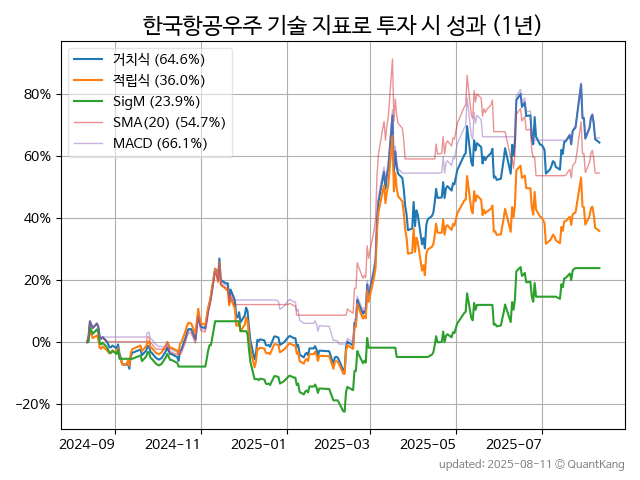 한국항공우주 기술 지표로 투자 시 성과 (1년)
거치식 (64.6%)
적립식 (36.0%)
SigM (23.9%)
SMA(20) (54.7%)
MACD (66.1%)
80%
60%
40%
20%
0%
−20%
2024-09 2024-11 2025-01 2025-03 2025-05 2025-07
updated: 2025-08-11 © QuantKang